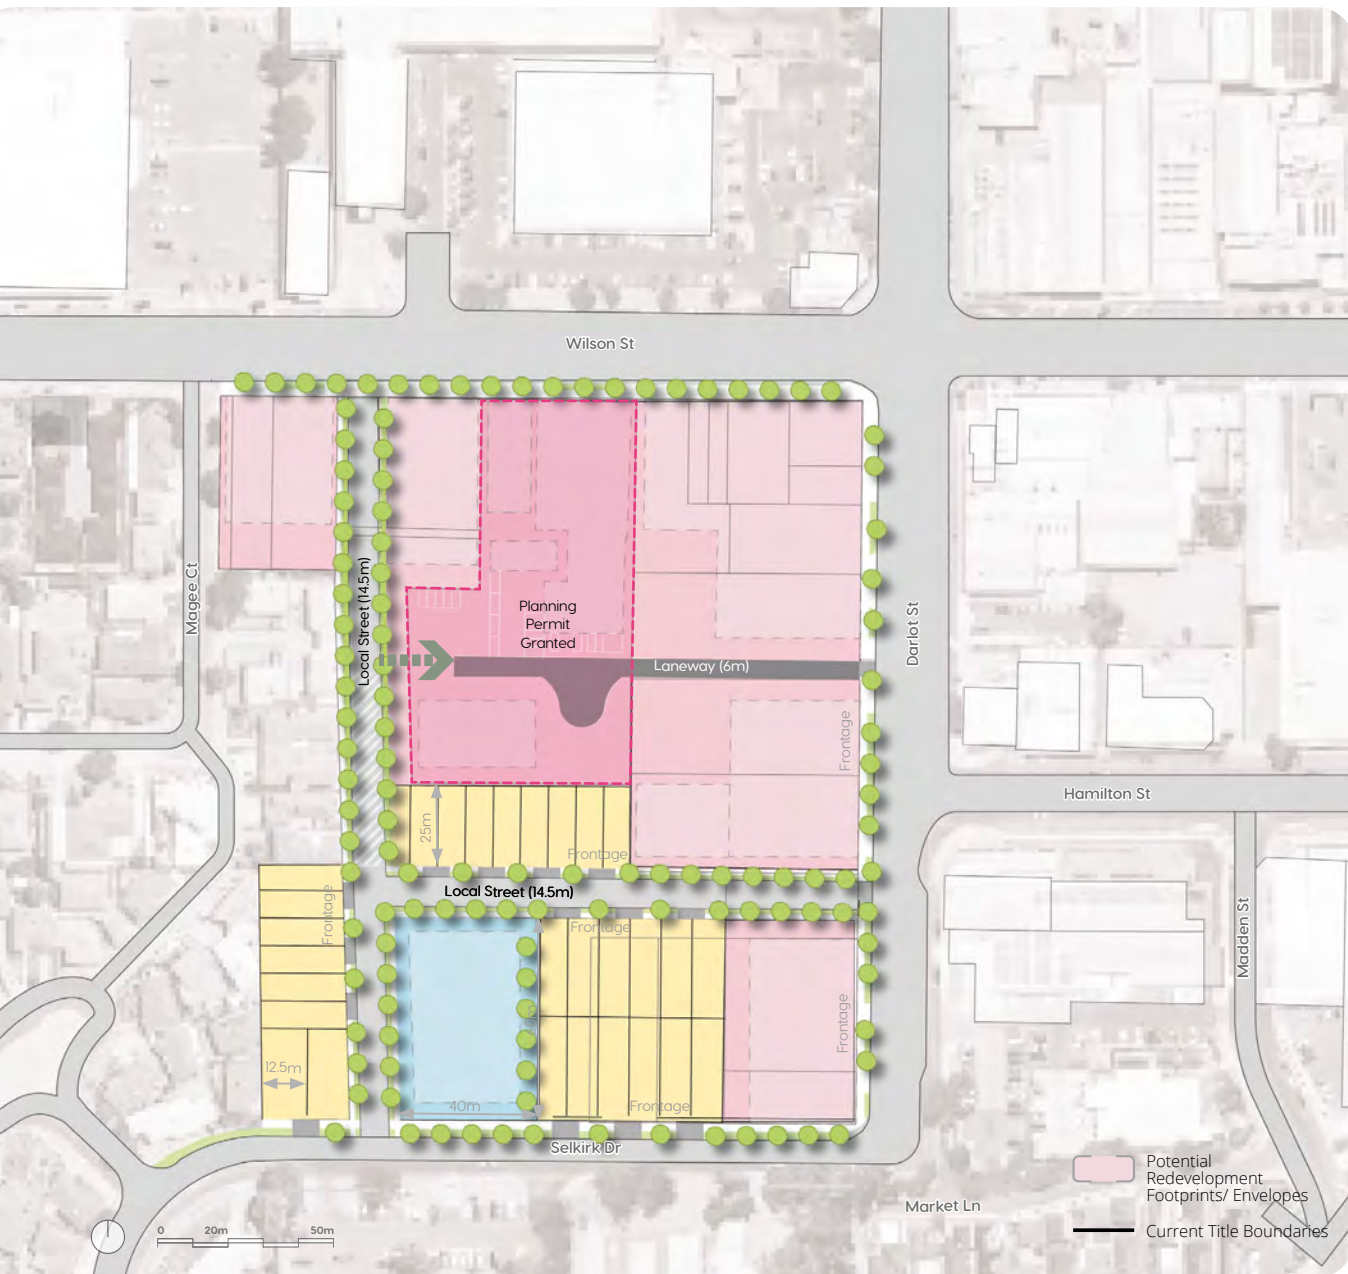 Wilson St
Magee Ct
Local Street (14.5m)
Planning
Permit
Granted
Laneway (6m)
Darlot St
Frontage
Hamilton St
25m
Frontage
Local Street (14.5m)
Frontage
Frontage
Madden St
Frontage
12.5m
40m
Frontage
Selkirk Dr
Market Ln
Potential
Redevelopment
Footprints/ Envelopes
Current Title Boundaries
0 20m 50m